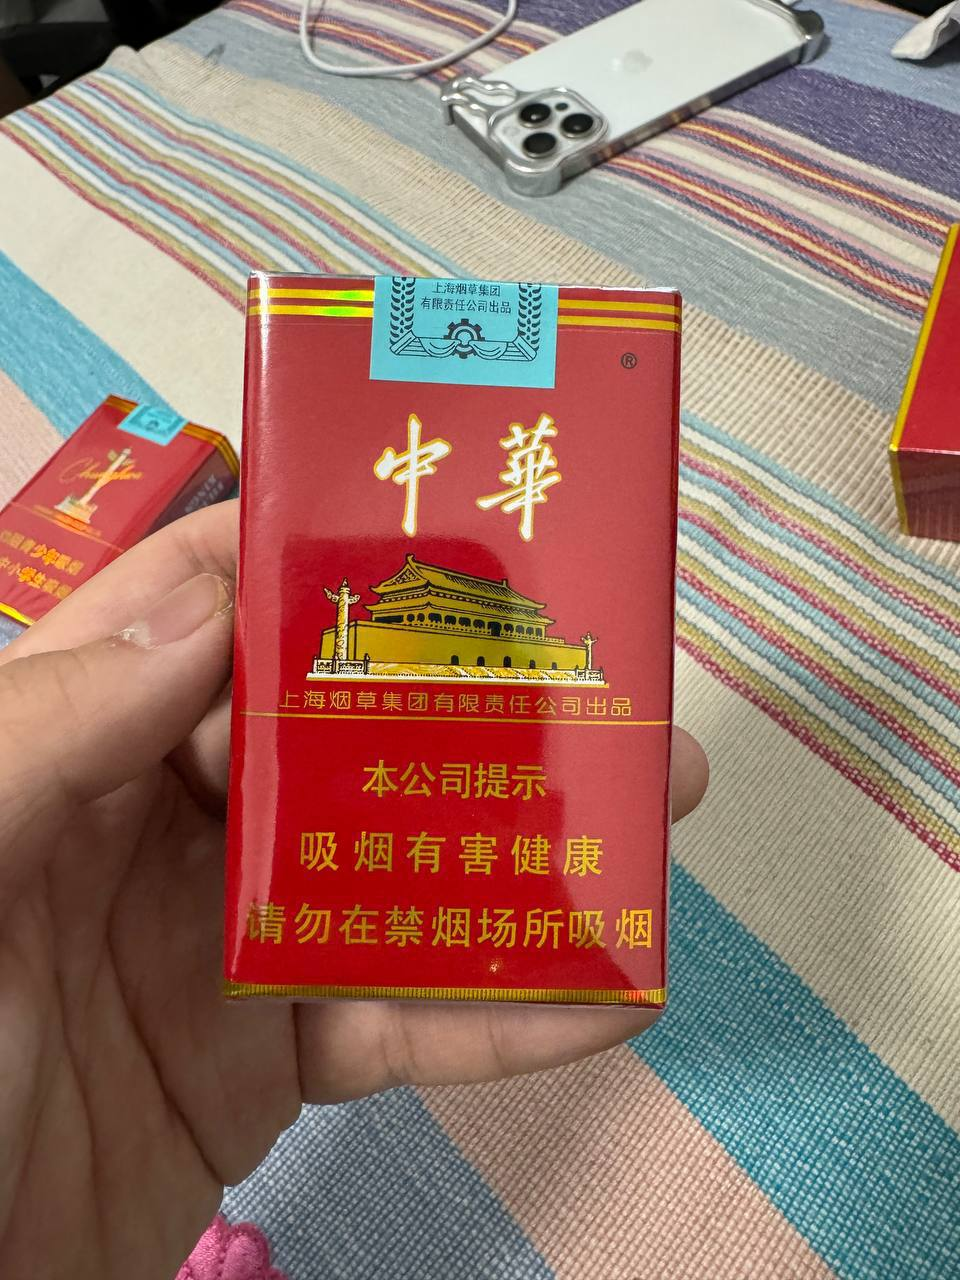 上海烟草集团
有限责任公司出品
®
中華
上海烟草集团有限责任公司出品
本公司提示
吸烟有害健康
请勿在禁烟场所吸烟
Chunghwa